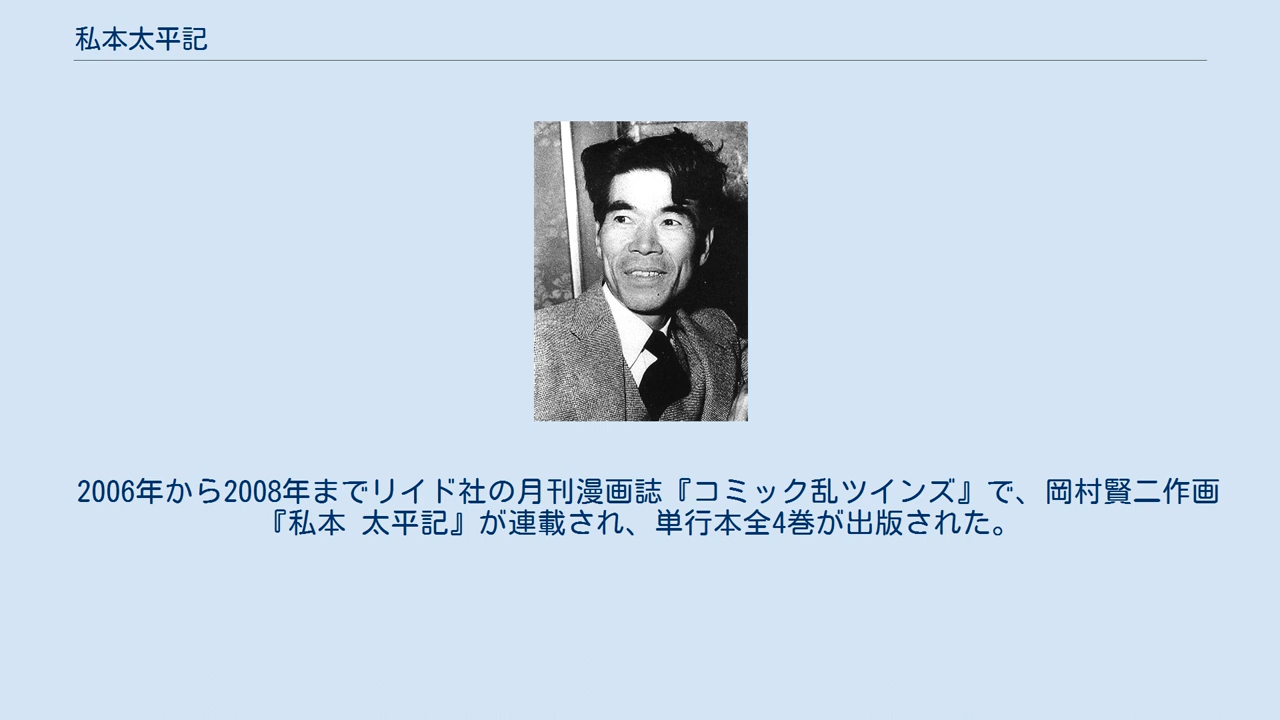 私本太平記
2006年から2008年までリイド社の月刊漫画誌『コミック乱ツインズ』で、岡村賢二作画
『私本 太平記』が連載され、単行本全4巻が出版された。